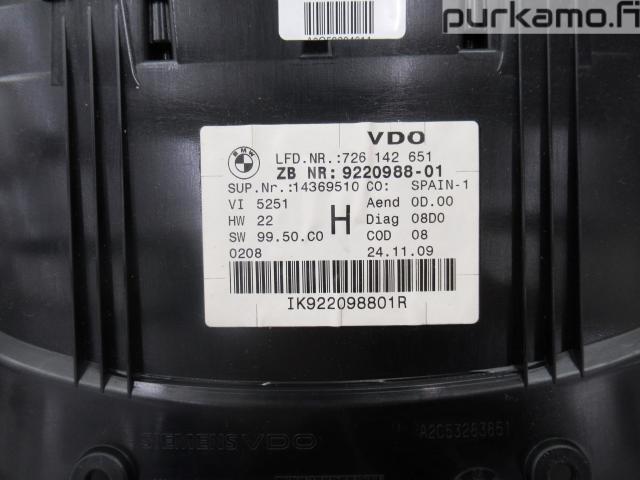 purkamo.fi
VDO
BMW
LFD.NR.:726 142 651
ZB NR: 9220988-01
SUP.Nr.:14369510 CO: SPAIN-1
VI 5251 Aend 0D.00
HW 22 H Diag 08D0
SW 99.50.C0 COD 08
0208 24.11.09
IK922098801R
SIEMENS VDO
A2C53283851